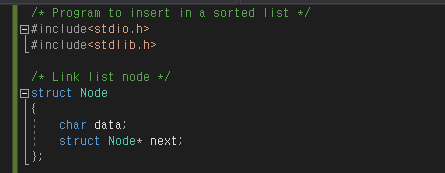 /* Program to insert in a sorted list */
#include<stdio.h>
#include<stdlib.h>
/* Link list node */
struct Node
{
char data;
struct Node* next;
};